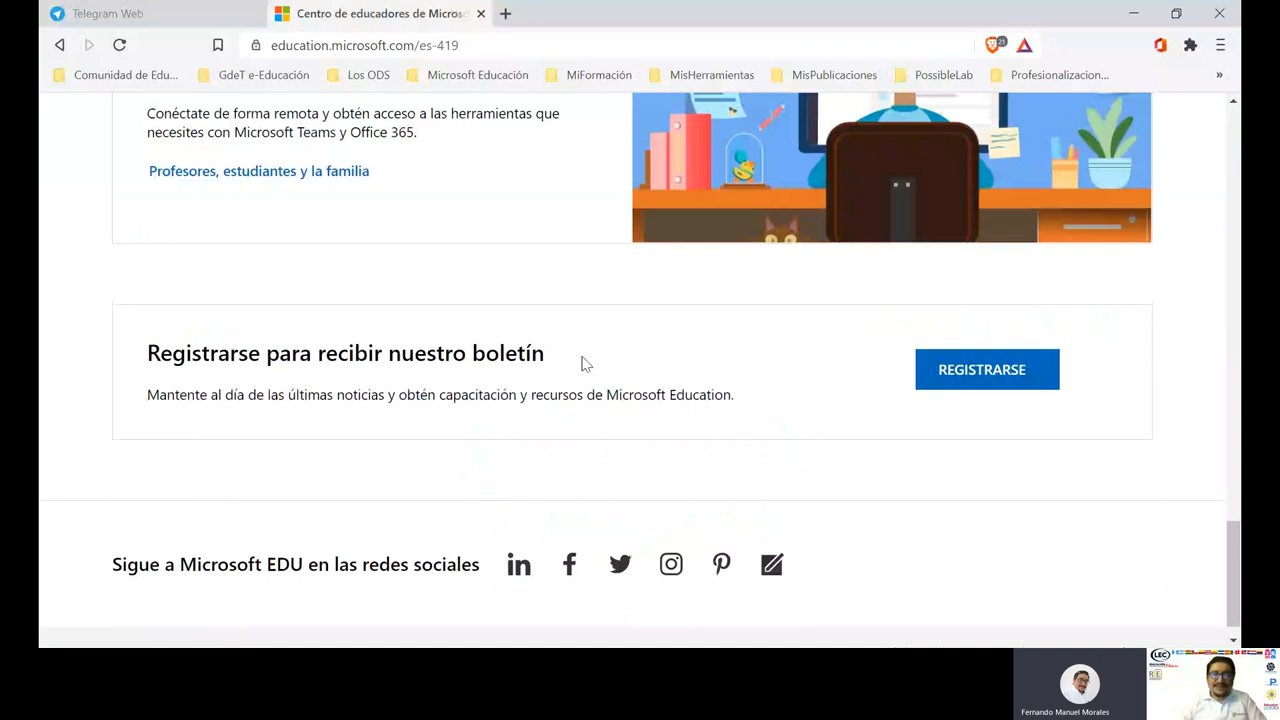 Telegram Web
Centro de educadores de Micros
education.microsoft.com/es-419
21
Comunidad de Edu...
GdeT e-Educación
Los ODS
Microsoft Educación
MiFormación
MisHerramientas
MisPublicaciones
PossibleLab
Profesionalizacion...
»
Conéctate de forma remota y obtén acceso a las herramientas que
necesites con Microsoft Teams y Office 365.
Profesores, estudiantes y la familia
Registrarse para recibir nuestro boletín
REGISTRARSE
Mantente al día de las últimas noticias y obtén capacitación y recursos de Microsoft Education.
Sigue a Microsoft EDU en las redes sociales
LEC
Fernando Manuel Morales